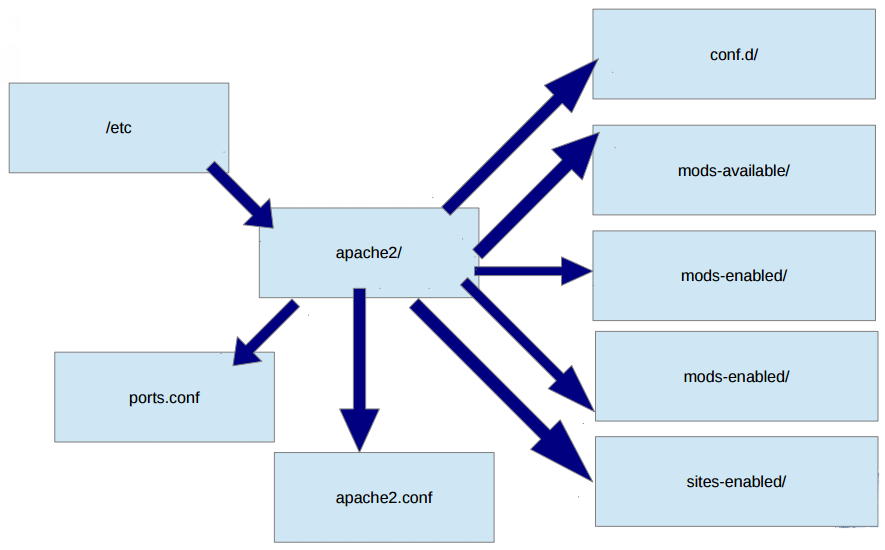 conf.d/
/etc
mods-available/
apache2/
mods-enabled/
mods-enabled/
ports.conf
sites-enabled/
apache2.conf